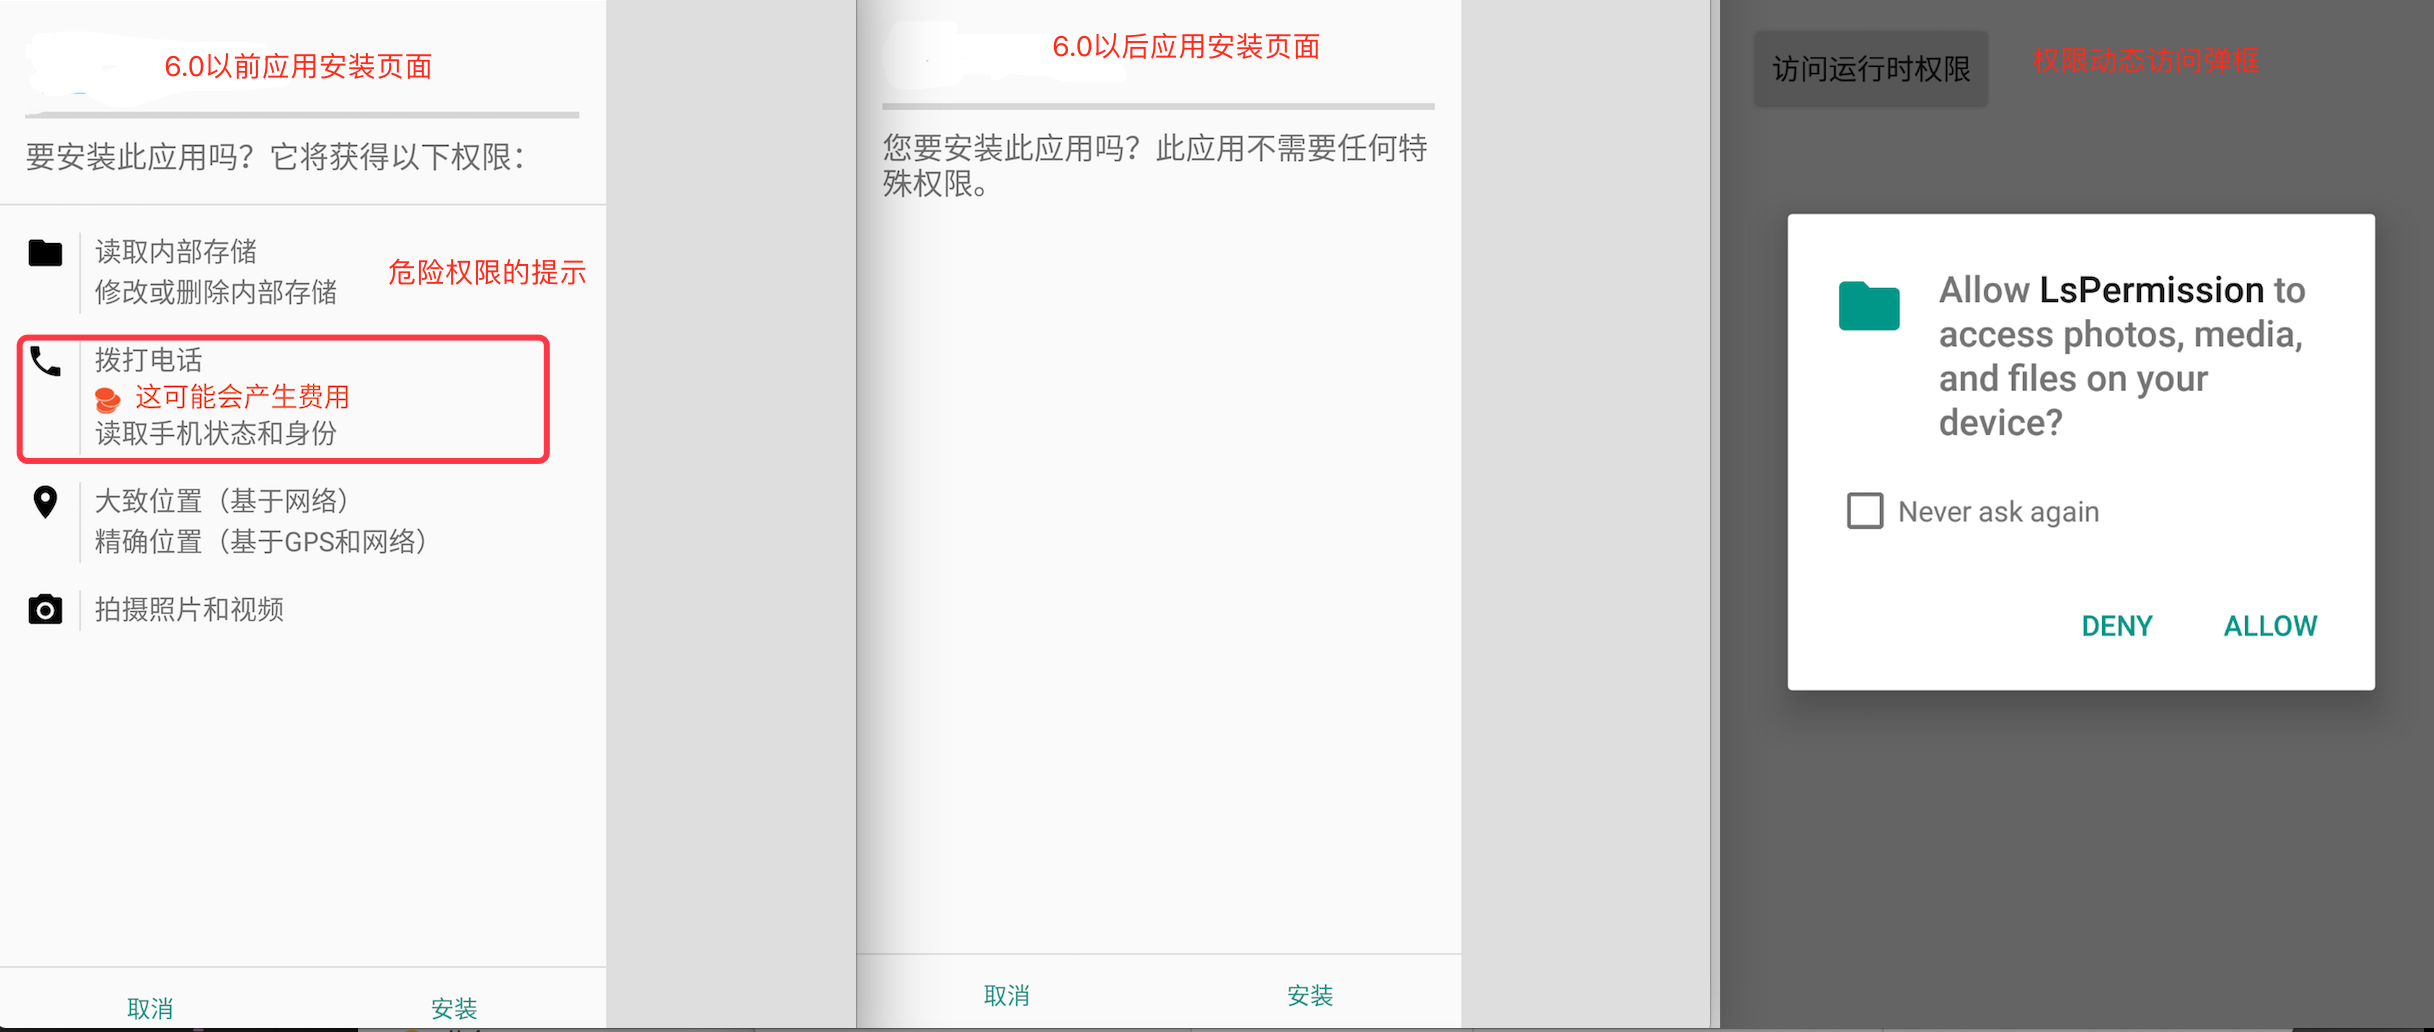 6.0以前应用安装页面
要安装此应用吗？它将获得以下权限：
读取内部存储
修改或删除内部存储
危险权限的提示
拨打电话
这可能会产生费用
读取手机状态和身份
大致位置（基于网络）
精确位置（基于GPS和网络）
拍摄照片和视频
取消
安装
6.0以后应用安装页面
您要安装此应用吗？此应用不需要任何特
殊权限。
取消
安装
访问运行时权限
权限动态访问弹框
Allow LsPermission to
access photos, media,
and files on your
device?
Never ask again
DENY
ALLOW